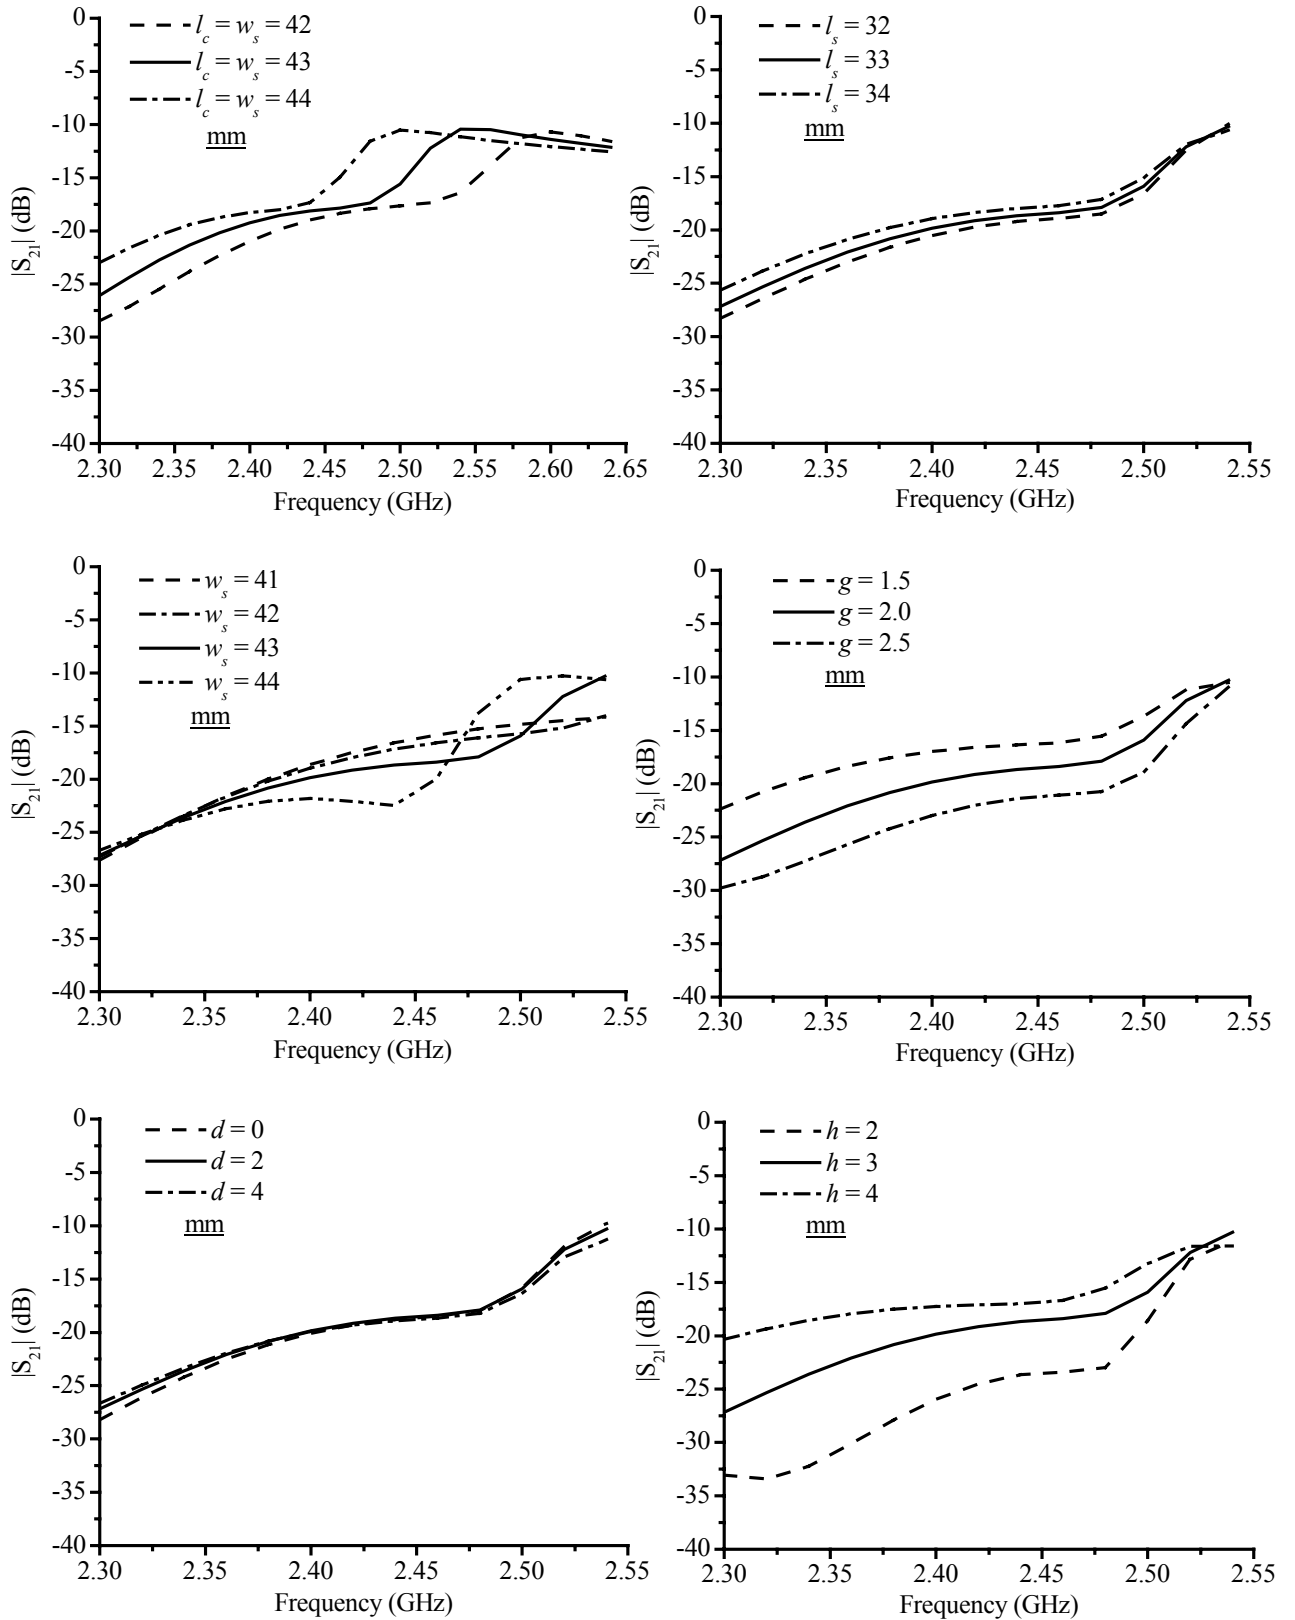 l_c = w_s = 42
l_c = w_s = 43
l_c = w_s = 44
mm
0
-5
-10
-15
-20
-25
-30
-35
-40
|S_21| (dB)
2.30 2.35 2.40 2.45 2.50 2.55 2.60 2.65
Frequency (GHz)
l_s = 32
l_s = 33
l_s = 34
mm
0
-5
-10
-15
-20
-25
-30
-35
-40
|S_21| (dB)
2.30 2.35 2.40 2.45 2.50 2.55
Frequency (GHz)
w_s = 41
w_s = 42
w_s = 43
w_s = 44
mm
0
-5
-10
-15
-20
-25
-30
-35
-40
|S_21| (dB)
2.30 2.35 2.40 2.45 2.50 2.55
Frequency (GHz)
g = 1.5
g = 2.0
g = 2.5
mm
0
-5
-10
-15
-20
-25
-30
-35
-40
|S_21| (dB)
2.30 2.35 2.40 2.45 2.50 2.55
Frequency (GHz)
d = 0
d = 2
d = 4
mm
0
-5
-10
-15
-20
-25
-30
-35
-40
|S_21| (dB)
2.30 2.35 2.40 2.45 2.50 2.55
Frequency (GHz)
h = 2
h = 3
h = 4
mm
0
-5
-10
-15
-20
-25
-30
-35
-40
|S_21| (dB)
2.30 2.35 2.40 2.45 2.50 2.55
Frequency (GHz)